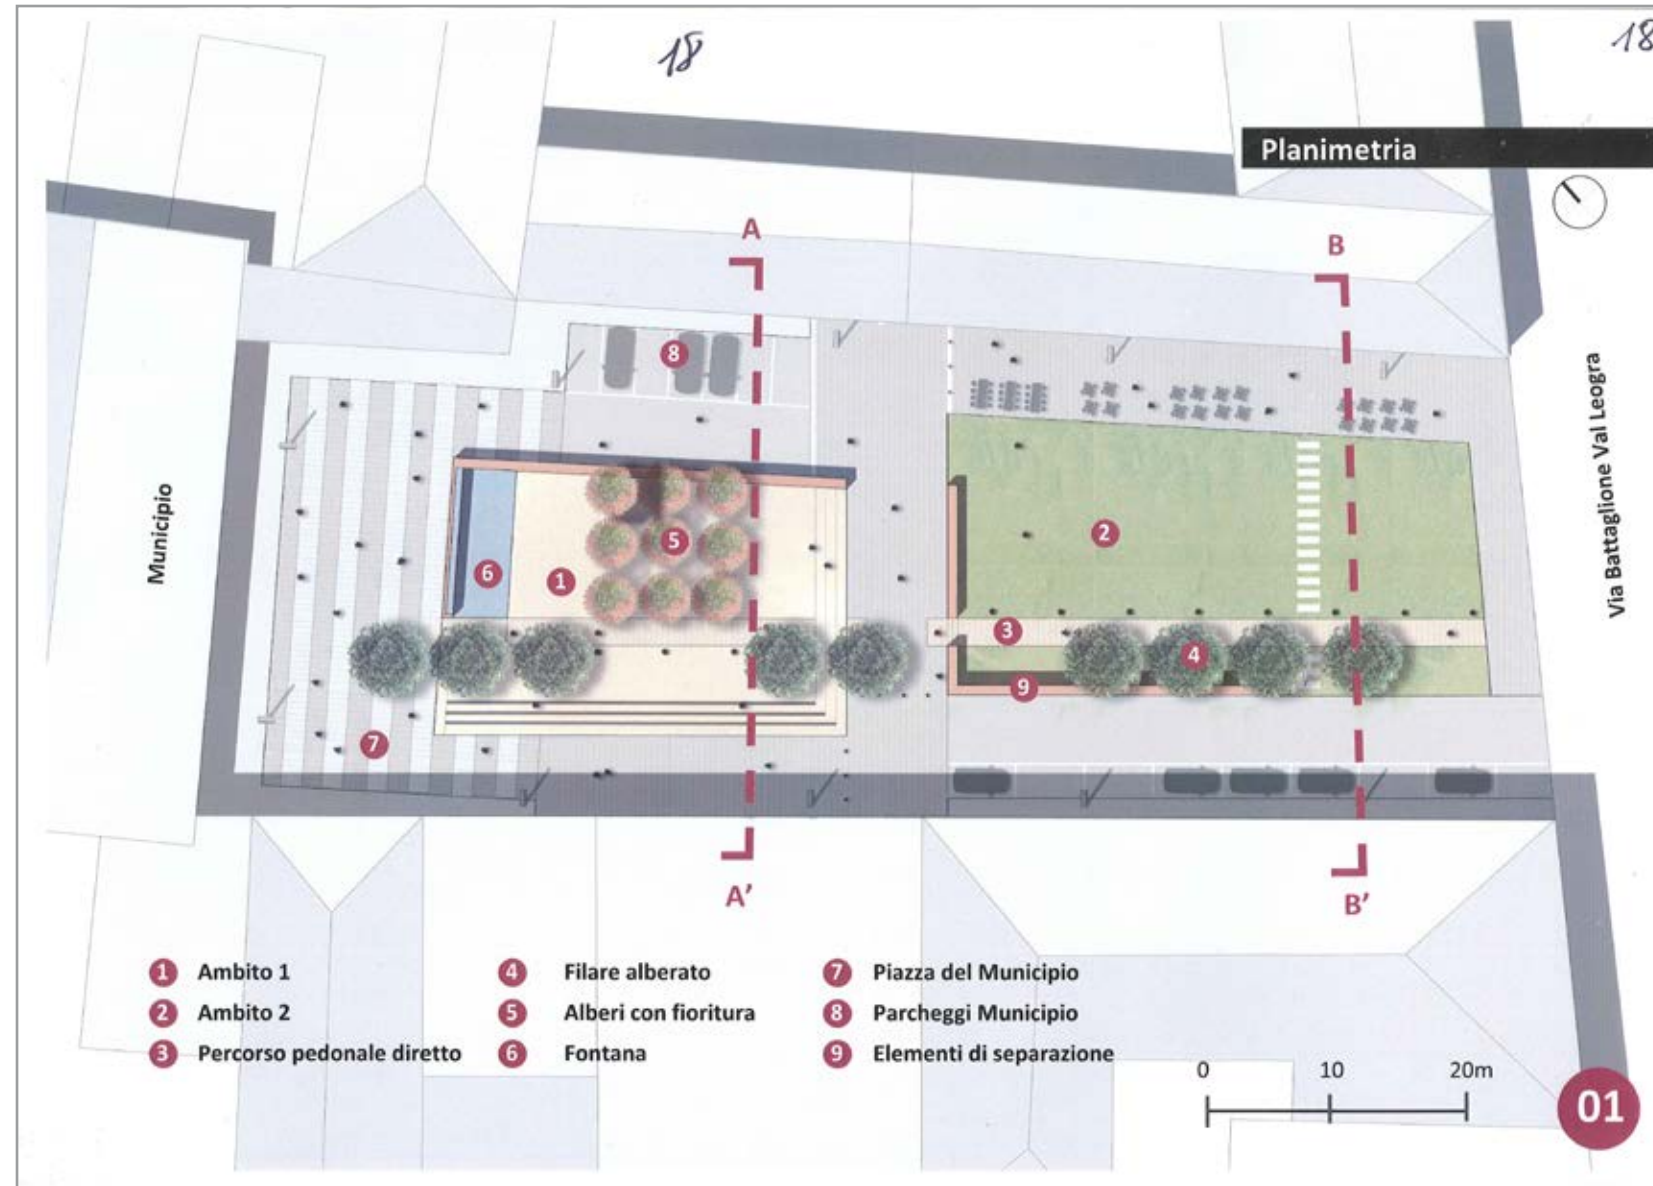 18
18
Planimetria
A
B
8
Municipio
Via Battaglione Val Leogra
5
2
6
1
3
4
9
7
A’
B’
1 Ambito 1
2 Ambito 2
3 Percorso pedonale diretto
4 Filare alberato
5 Alberi con fioritura
6 Fontana
7 Piazza del Municipio
8 Parcheggi Municipio
9 Elementi di separazione
0 10 20m
01